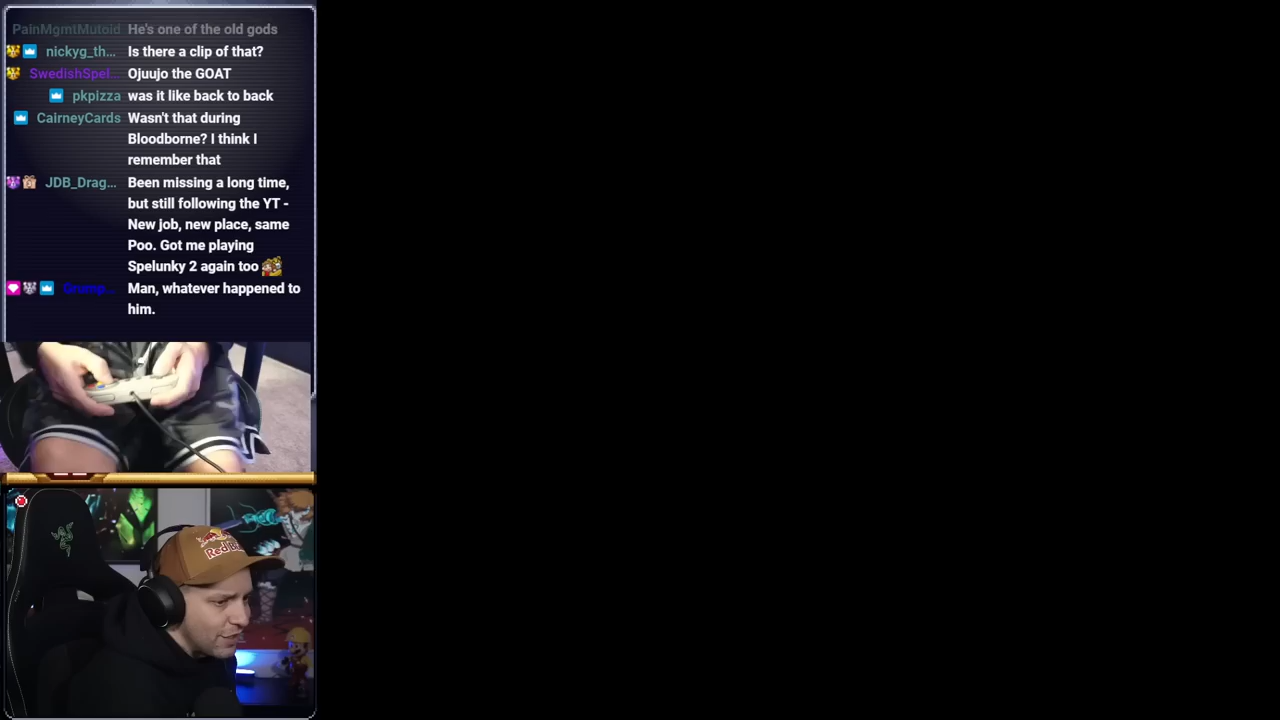 PainMgmtMutoid He's one of the old gods
nickyg_th... Is there a clip of that?
SwedishSpel... Ojuujo the GOAT
pkpizza was it like back to back
CairneyCards Wasn't that during
Bloodborne? I think I
remember that
JDB_Drag... Been missing a long time,
but still following the YT -
New job, new place, same
Poo. Got me playing
Spelunky 2 again too
Grump... Man, whatever happened to
him.
Red Bull